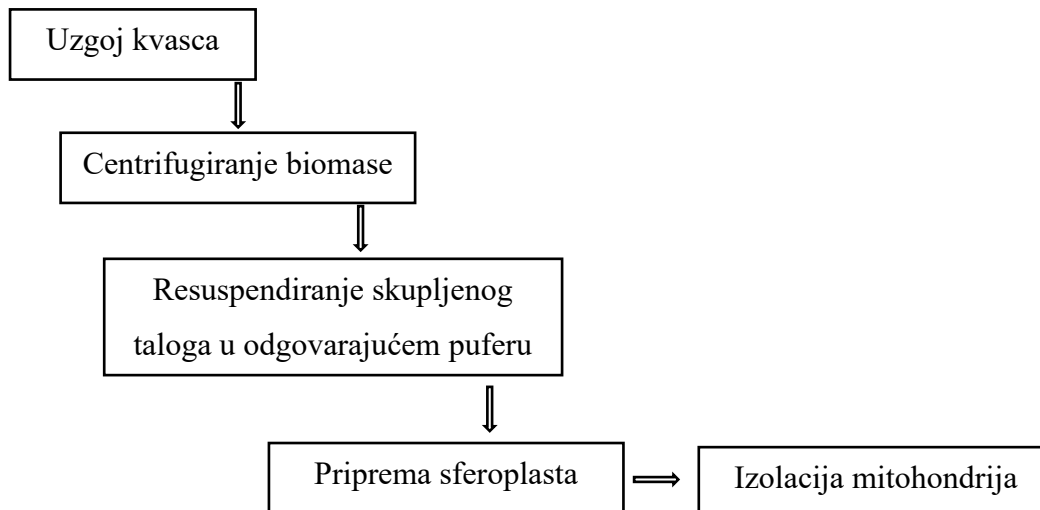 Uzgoj kvasca
Centrifugiranje biomase
Resuspendiranje skupljenog
taloga u odgovarajućem puferu
Priprema sferoplasta
Izolacija mitohondrija